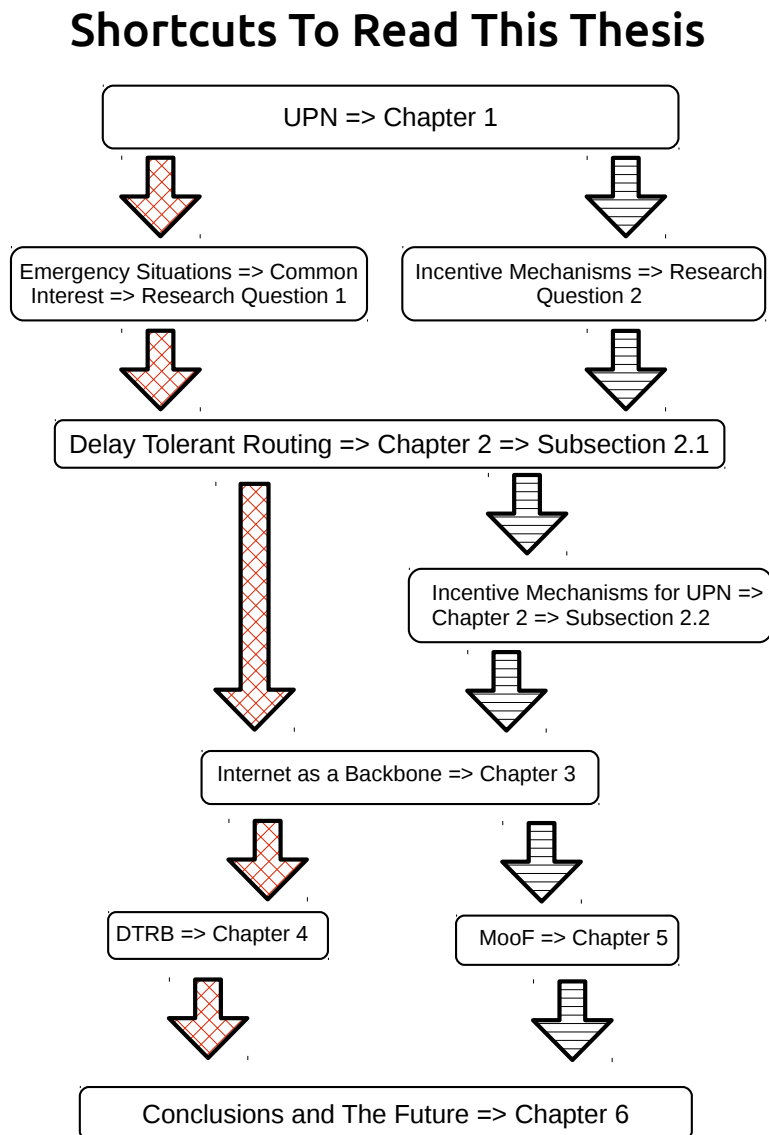 Shortcuts To Read This Thesis
UPN => Chapter 1
Emergency Situations => Common
Interest => Research Question 1
Incentive Mechanisms => Research
Question 2
Delay Tolerant Routing => Chapter 2 => Subsection 2.1
Incentive Mechanisms for UPN =>
Chapter 2 => Subsection 2.2
Internet as a Backbone => Chapter 3
DTRB => Chapter 4
MooF => Chapter 5
Conclusions and The Future => Chapter 6